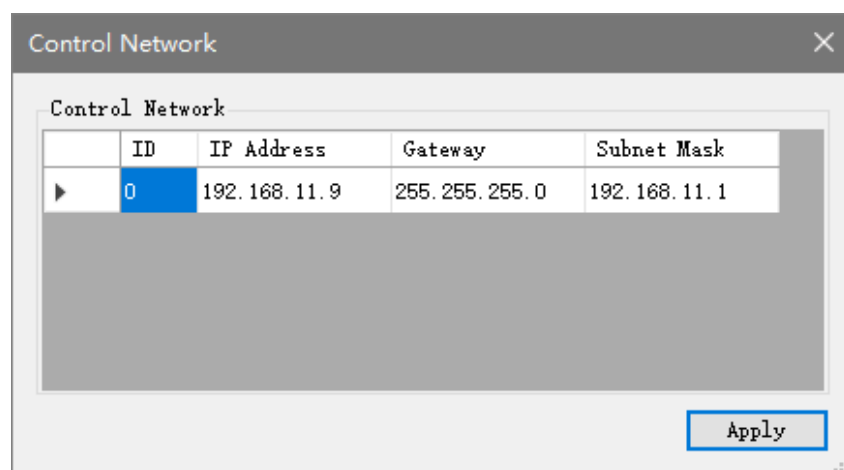 Control Network
Control Network
ID IP Address Gateway Subnet Mask
0 192.168.11.9 255.255.255.0 192.168.11.1
Apply